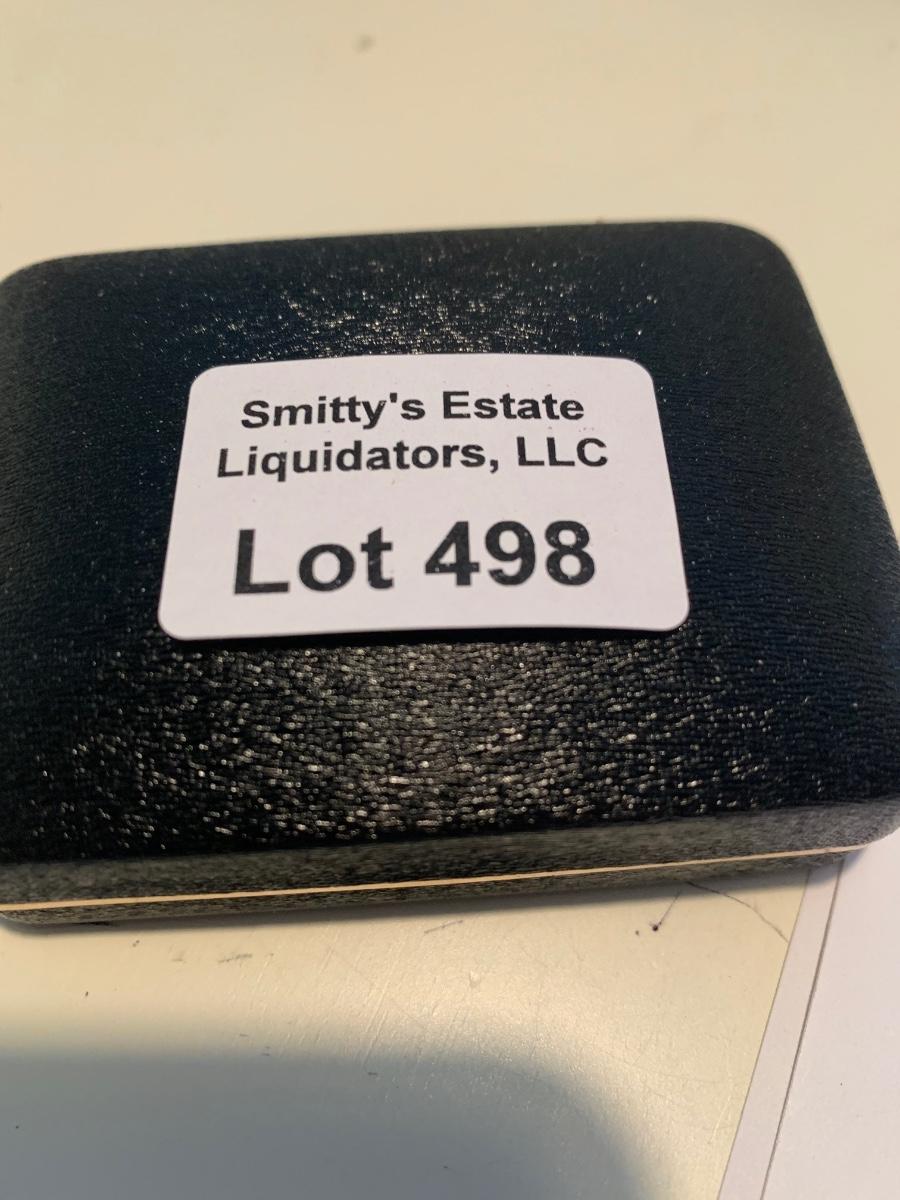 Smitty's Estate
Liquidators, LLC
Lot 498